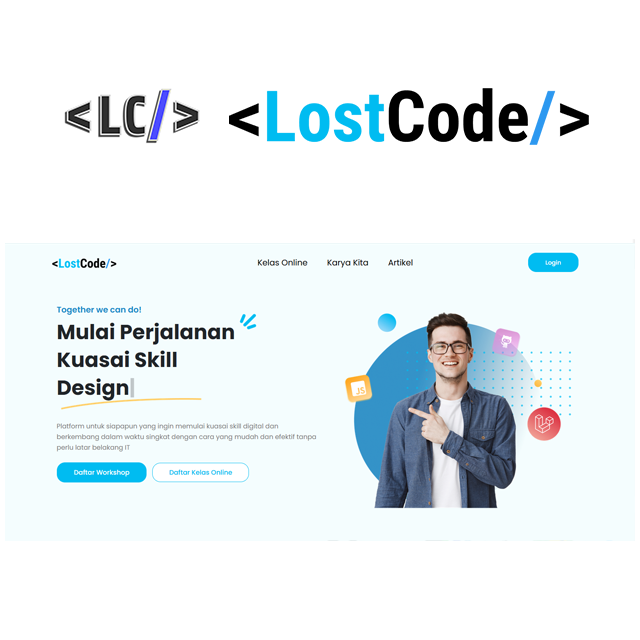 <LC/>
<LostCode/>
<LostCode/>
Kelas Online
Karya Kita
Artikel
Login
Together we can do!
Mulai Perjalanan
Kuasai Skill
Design
Platform untuk siapapun yang ingin memulai kuasai skill digital dan
berkembang dalam waktu singkat dengan cara yang mudah dan efektif tanpa
perlu latar belakang IT
Daftar Workshop
Daftar Kelas Online
JS